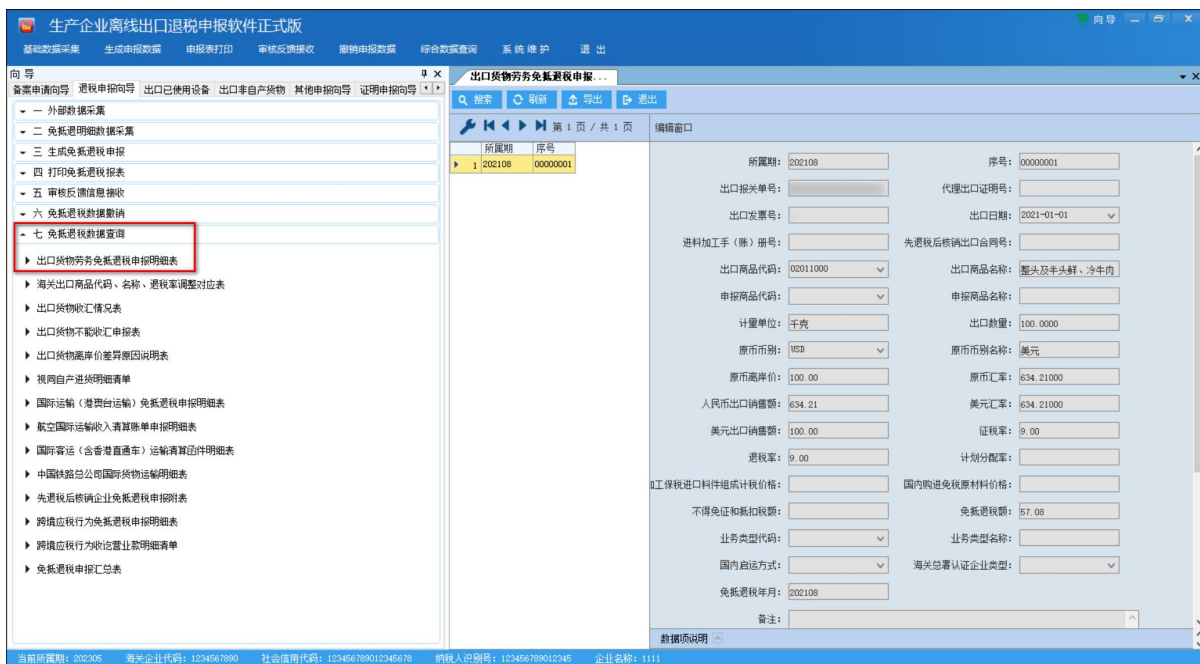 生产企业离线出口退税申报软件正式版
向导
基础数据采集 生成申报数据 申报表打印 审核反馈接收 撤销申报数据 综合数据查询 系统维护 退出
向导
备案申请向导 退税申报向导 出口已使用设备 出口非自产货物 其他申报向导 证明申报向导
一 外部数据采集
二 免抵退明细数据采集
三 生成免抵退税申报
四 打印免抵退税报表
五 审核反馈信息接收
六 免抵退税数据撤销
七 免抵退税数据查询
出口货物劳务免抵退税申报明细表
海关出口商品代码、名称、退税率调整对应表
出口货物收汇情况表
出口货物不能收汇申报表
出口货物离岸价差异原因说明表
视同自产进货明细清单
国际运输（港澳台运输）免抵退税申报明细表
航空国际运输收入清算账单申报明细表
国际客运（含香港直通车）运输清算函件明细表
中国铁路总公司国际货物运输明细表
先退税后核销企业免抵退税申报附表
跨境应税行为免抵退税申报明细表
跨境应税行为收讫营业款明细清单
免抵退税申报汇总表
出口货物劳务免抵退税申报...
搜索 刷新 导出 退出
第 1 页 / 共 1 页
所属期 序号
1 202108 00000001
编辑窗口
所属期: 202108 序号: 00000001
出口报关单号: 代理出口证明号:
出口发票号: 出口日期: 2021-01-01
进料加工手（账）册号: 先退税后核销出口合同号:
出口商品代码: 02011000 出口商品名称: 整头及半头鲜、冷牛肉
申报商品代码: 申报商品名称:
计量单位: 千克 出口数量: 100.0000
原币币别: USD 原币币别名称: 美元
原币离岸价: 100.00 原币汇率: 634.21000
人民币出口销售额: 634.21 美元汇率: 634.21000
美元出口销售额: 100.00 征税率: 9.00
退税率: 9.00 计划分配率:
工保税进口料件组成计税价格: 国内购进免税原材料价格:
不得免征和抵扣税额: 免抵退税额: 57.08
业务类型代码: 业务类型名称:
国内启运方式: 海关总署认证企业类型:
免抵退税年月: 202108
备注:
数据项说明
当前所属期: 202305 海关企业代码: 1234567890 社会信用代码: 123456789012345678 纳税人识别号: 123456789012345 企业名称: 1111